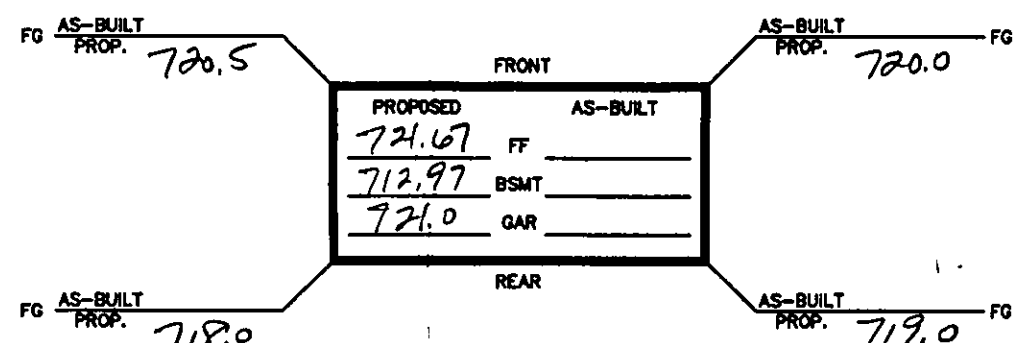 FG AS-BUILT AS-BUILT FG
PROP. 720.5 PROP. 720.0
FRONT
PROPOSED AS-BUILT
721.67 FF
712.97 BSMT
721.0 GAR
REAR
FG AS-BUILT AS-BUILT FG
PROP. 718.0 PROP. 719.0